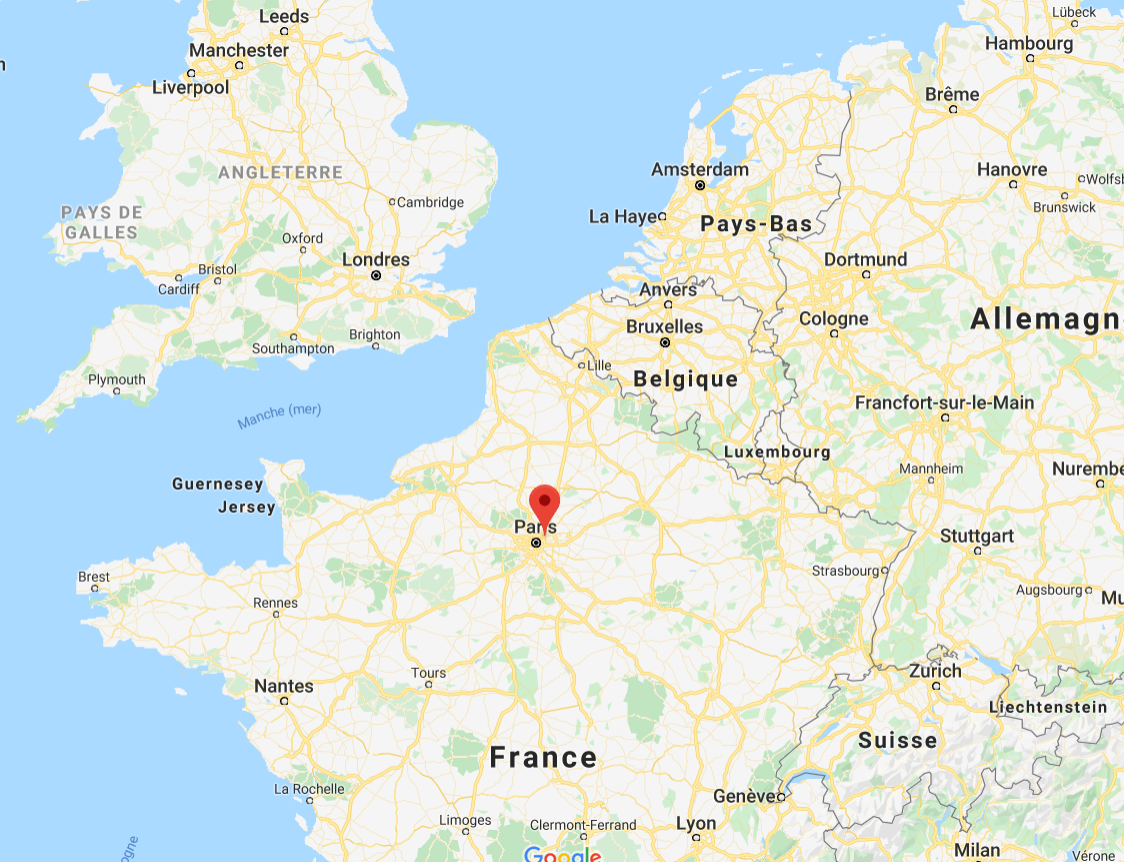 Leeds
Manchester
Liverpool
Lübeck
Hambourg
Brême
ANGLETERRE
Amsterdam
Hanovre
Wolfsb
Brunswick
Cambridge
La Haye
Pays-Bas
PAYS DE
GALLES
Oxford
Londres
Bristol
Cardiff
Dortmund
Anvers
Bruxelles
Cologne
Allemagn
Brighton
Southampton
Lille
Belgique
Plymouth
Manche (mer)
Francfort-sur-le-Main
Luxembourg
Mannheim
Nurembe
Guernesey
Jersey
Paris
Stuttgart
Brest
Strasbourg
Augsbourg
Mu
Rennes
Tours
Nantes
Zurich
Liechtenstein
Suisse
France
La Rochelle
Genève
Limoges
Clermont-Ferrand
Lyon
Milan
Vérone
ogne
Google